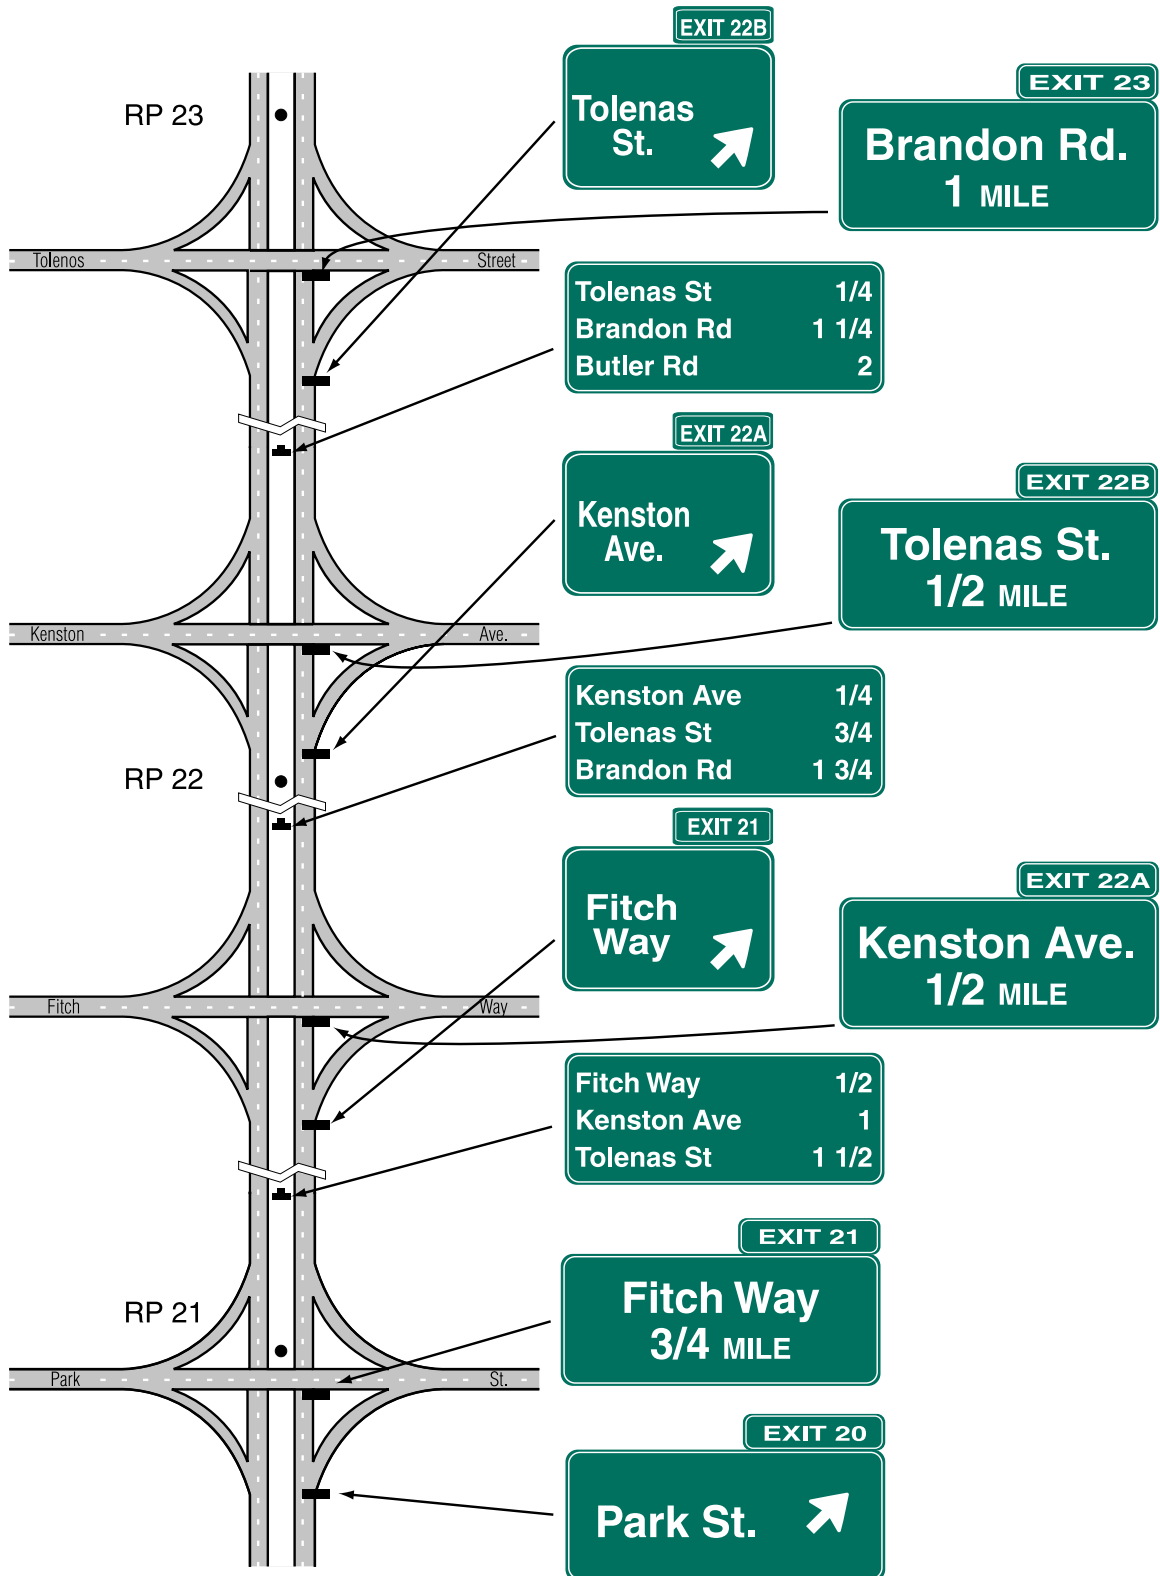 EXIT 22B
Tolenas
St.
EXIT 23
Brandon Rd.
1 MILE
RP 23
Tolenos Street
Tolenas St 1/4
Brandon Rd 1 1/4
Butler Rd 2
EXIT 22A
Kenston
Ave.
EXIT 22B
Tolenas St.
1/2 MILE
Kenston Ave.
Kenston Ave 1/4
Tolenas St 3/4
Brandon Rd 1 3/4
RP 22
EXIT 21
Fitch
Way
EXIT 22A
Kenston Ave.
1/2 MILE
Fitch Way
Fitch Way 1/2
Kenston Ave 1
Tolenas St 1 1/2
EXIT 21
Fitch Way
3/4 MILE
RP 21
Park St.
EXIT 20
Park St.